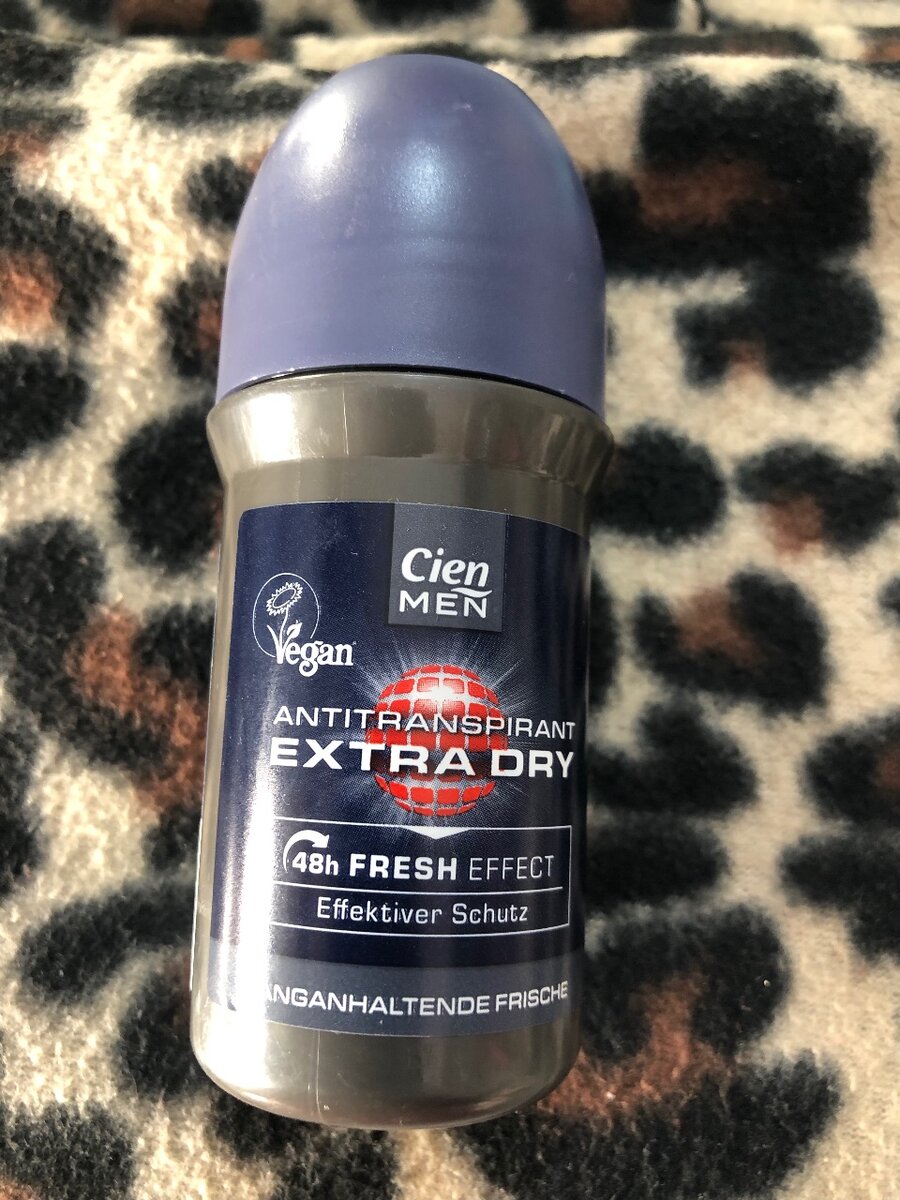 Cien
MEN
Vegan
ANTITRANSPIRANT
EXTRA DRY
48h FRESH EFFECT
Effektiver Schutz
ANGANHALTENDE FRISCHE